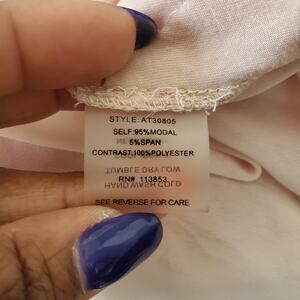 STYLE: AT30805
SELF:95%MODAL
5%SPAN
CONTRAST,100%POLYESTER
TUMBLE DRY LOW
RN# 113853
HAND WASH COLD
SEE REVERSE FOR CARE